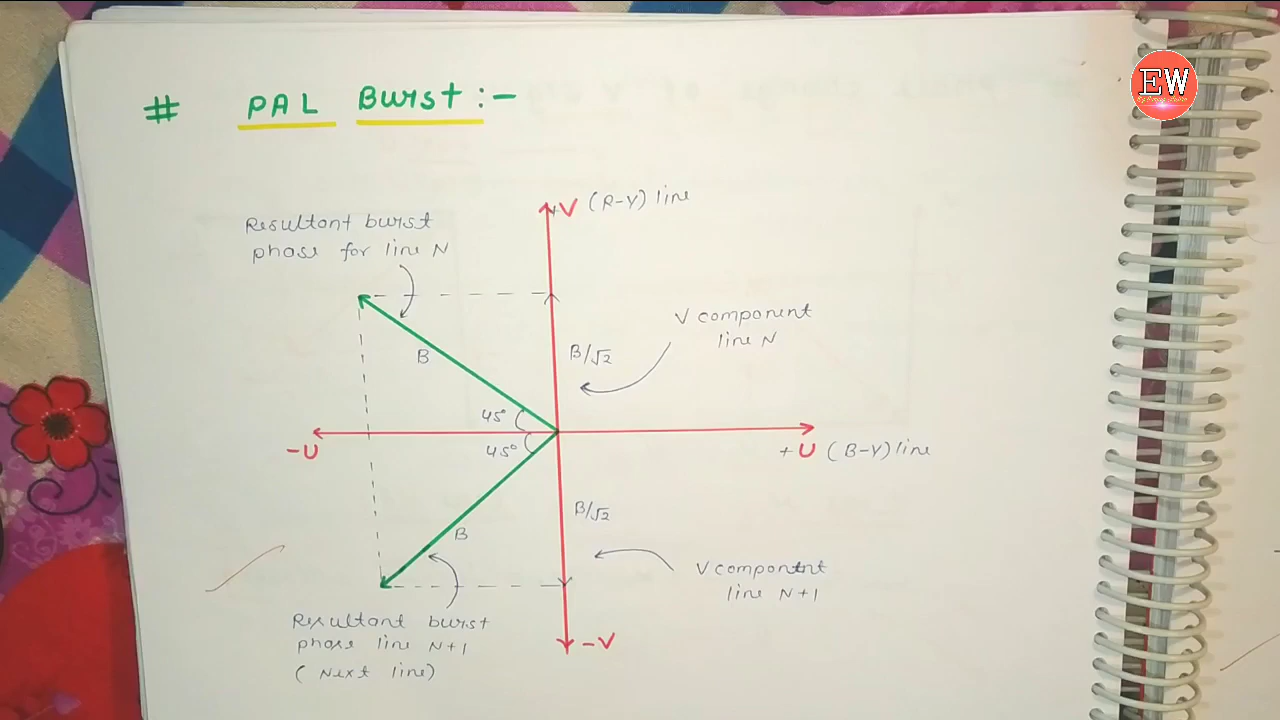 # PAL Burst :-
+V (R-Y) line
Resultant burst
phase for line N
V component
line N
B/√2
B
45°
-U
45°
+U (B-Y) line
B/√2
B
V component
line N+1
Resultant burst
phase line N+1
(Next line)
-V
EW